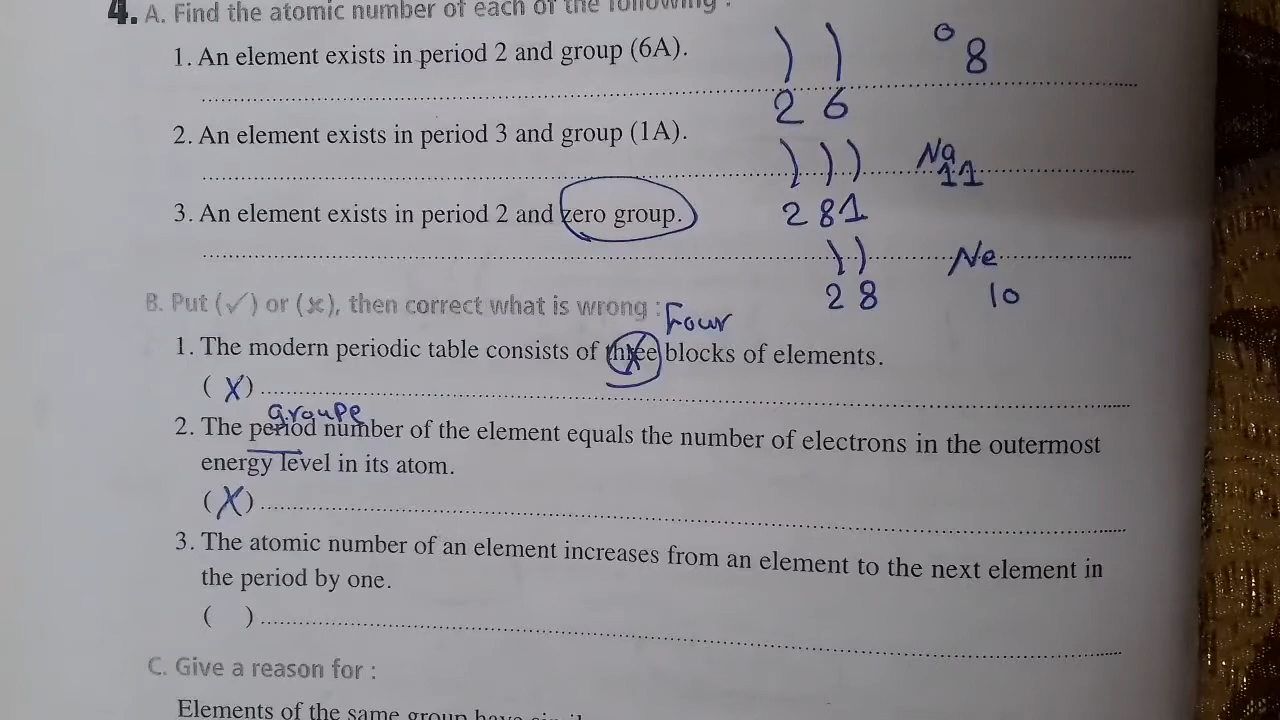 4. A. Find the atomic number of each of the following :
1. An element exists in period 2 and group (6A).
O 8
2 6
2. An element exists in period 3 and group (1A).
Na 11
3. An element exists in period 2 and zero group.
2 8 1
Ne
2 8 10
B. Put (✓) or (✗), then correct what is wrong :
Four
1. The modern periodic table consists of three blocks of elements.
(X)
groupe
2. The period number of the element equals the number of electrons in the outermost
energy level in its atom.
(X)
3. The atomic number of an element increases from an element to the next element in
the period by one.
( )
C. Give a reason for :
Elements of the same group have